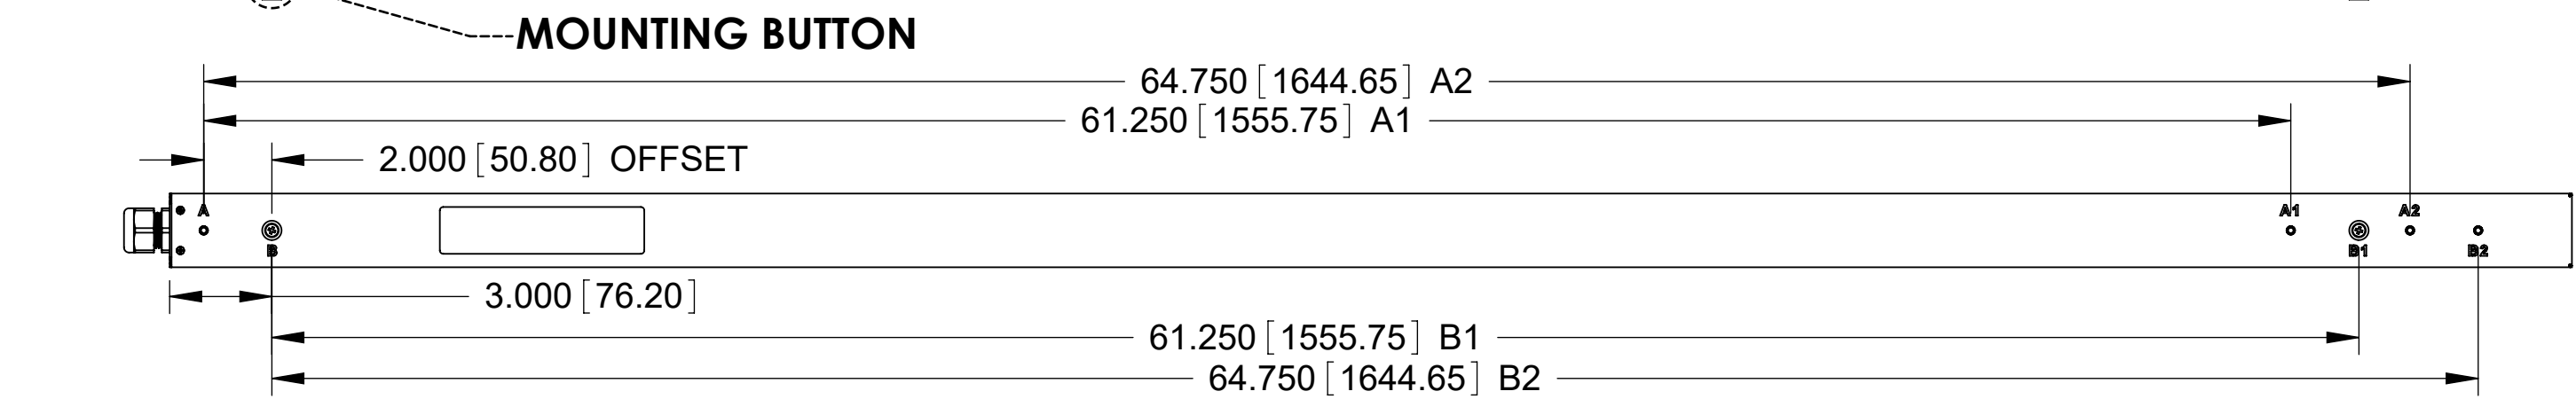 MOUNTING BUTTON
64.750 [1644.65] A2
61.250 [1555.75] A1
2.000 [50.80] OFFSET
A
A1
A2
B
B1
B2
3.000 [76.20]
61.250 [1555.75] B1
64.750 [1644.65] B2